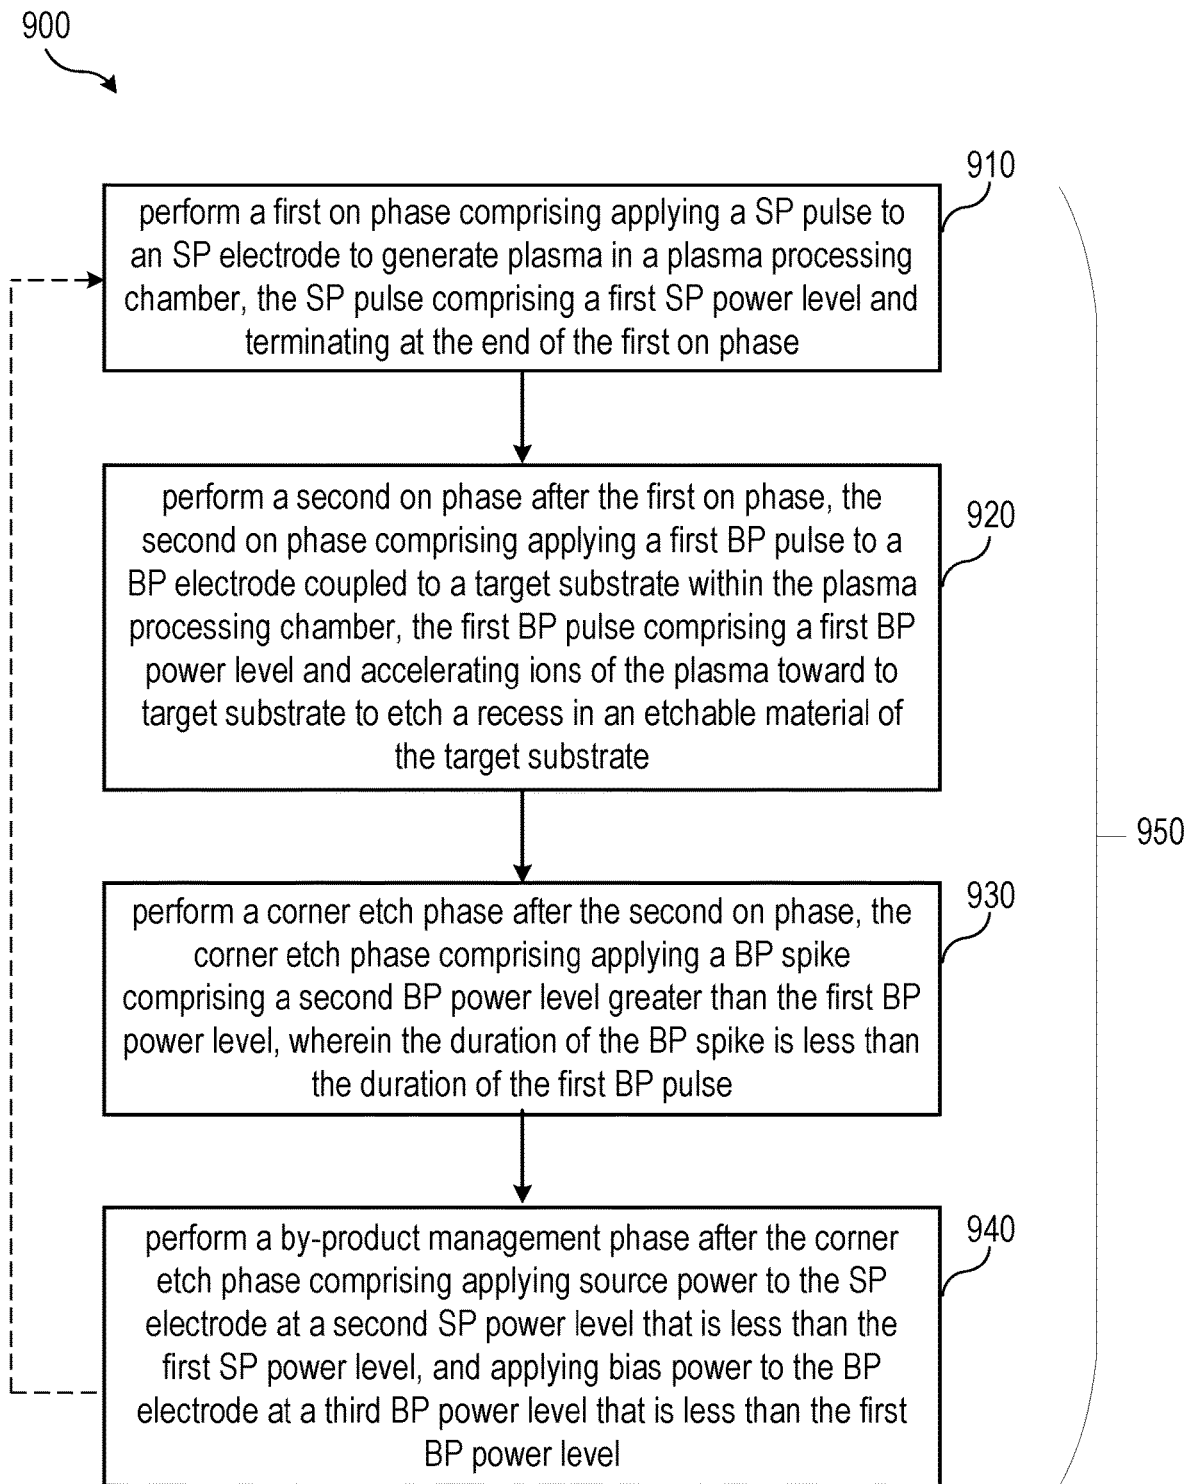 900
910
perform a first on phase comprising applying a SP pulse to
an SP electrode to generate plasma in a plasma processing
chamber, the SP pulse comprising a first SP power level and
terminating at the end of the first on phase
920
perform a second on phase after the first on phase, the
second on phase comprising applying a first BP pulse to a
BP electrode coupled to a target substrate within the plasma
processing chamber, the first BP pulse comprising a first BP
power level and accelerating ions of the plasma toward to
target substrate to etch a recess in an etchable material of
the target substrate
950
930
perform a corner etch phase after the second on phase, the
corner etch phase comprising applying a BP spike
comprising a second BP power level greater than the first BP
power level, wherein the duration of the BP spike is less than
the duration of the first BP pulse
940
perform a by-product management phase after the corner
etch phase comprising applying source power to the SP
electrode at a second SP power level that is less than the
first SP power level, and applying bias power to the BP
electrode at a third BP power level that is less than the first
BP power level